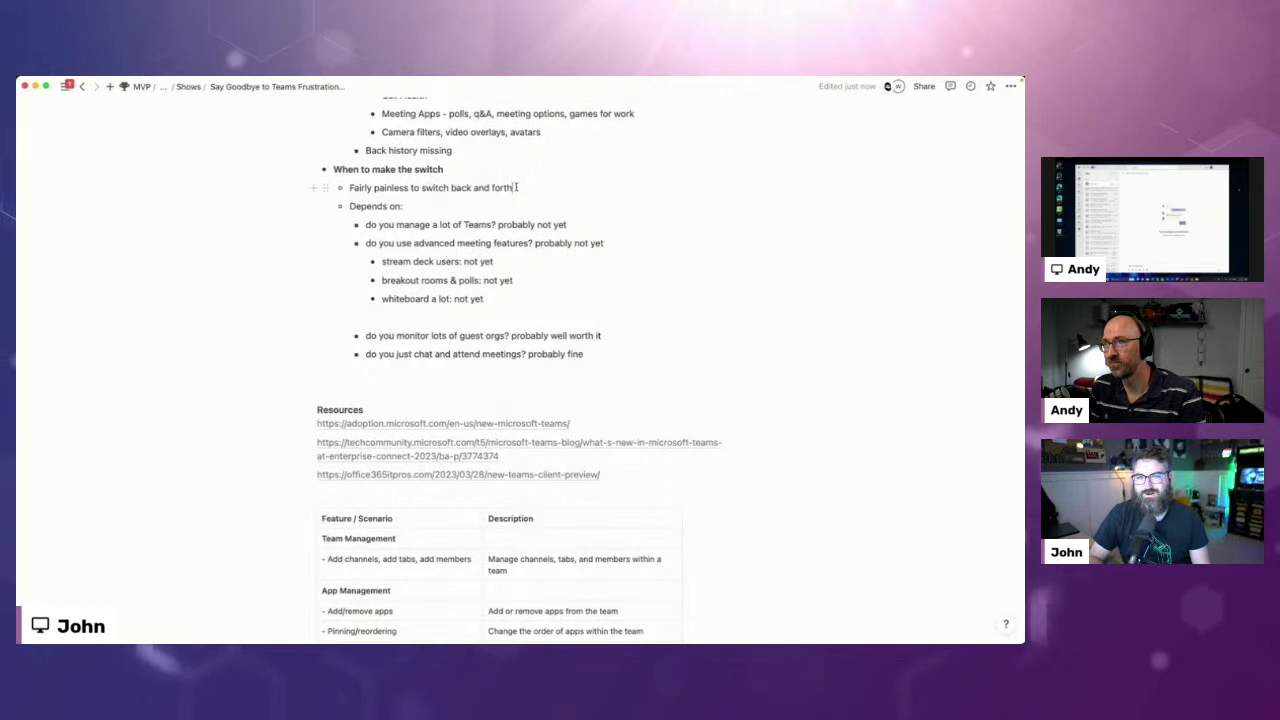 1
MVP / ... / Shows / Say Goodbye to Teams Frustration...
Edited just now
W
Share
Meeting Apps - polls, q&A, meeting options, games for work
Camera filters, video overlays, avatars
Back history missing
When to make the switch
Fairly painless to switch back and forth
Depends on:
do you manage a lot of Teams? probably not yet
do you use advanced meeting features? probably not yet
stream deck users: not yet
breakout rooms & polls: not yet
whiteboard a lot: not yet
do you monitor lots of guest orgs? probably well worth it
do you just chat and attend meetings? probably fine
Resources
https://adoption.microsoft.com/en-us/new-microsoft-teams/
https://techcommunity.microsoft.com/t5/microsoft-teams-blog/what-s-new-in-microsoft-teams-
at-enterprise-connect-2023/ba-p/3774374
https://office365itpros.com/2023/03/28/new-teams-client-preview/
Feature / Scenario
Description
Team Management
- Add channels, add tabs, add members
Manage channels, tabs, and members within a
team
App Management
- Add/remove apps
Add or remove apps from the team
- Pinning/reordering
Change the order of apps within the team
?
John
Andy
Andy
John